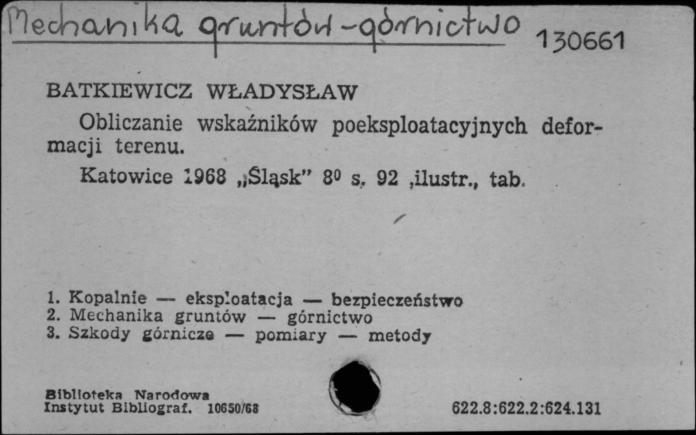 Mechanika gruntów-górnictwo
130661
BATKIEWICZ WŁADYSŁAW
Obliczanie wskaźników poeksploatacyjnych defor-
macji terenu.
Katowice 1968 „Śląsk” 8⁰ s. 92 ,ilustr., tab.
1. Kopalnie — eksploatacja — bezpieczeństwo
2. Mechanika gruntów — górnictwo
3. Szkody górnicze — pomiary — metody
Biblioteka Narodowa
Instytut Bibliograf. 10650/68
622.8:622.2:624.131